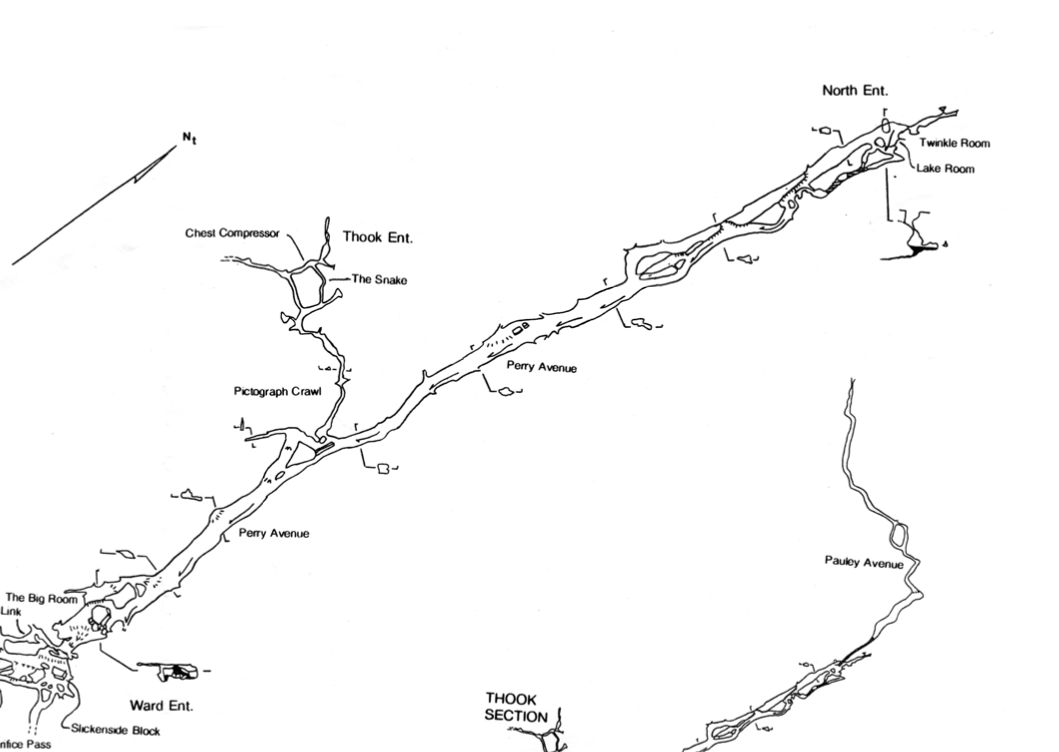 North Ent.
N
Twinkle Room
Lake Room
Chest Compressor
Thook Ent.
The Snake
Perry Avenue
Pictograph Crawl
Perry Avenue
Pauley Avenue
The Big Room
Link
Ward Ent.
THOOK
SECTION
Slickenside Block
Pass